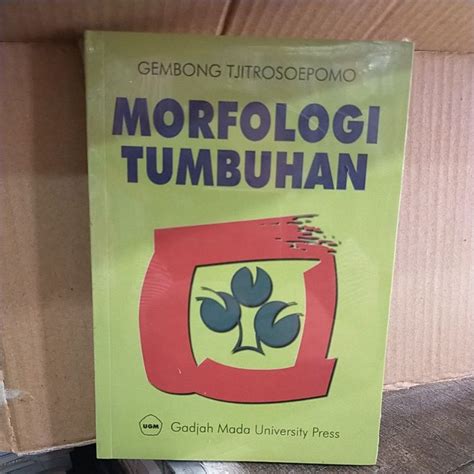 GEMBONG TJITROSOEPOMO
MORFOLOGI
TUMBUHAN
UGM
Gadjah Mada University Press